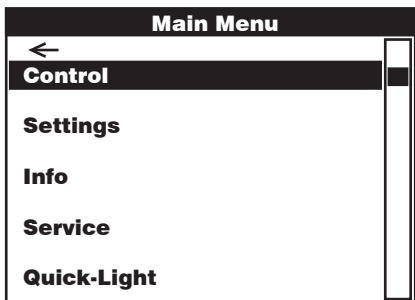 Main Menu
←
Control
Settings
Info
Service
Quick-Light